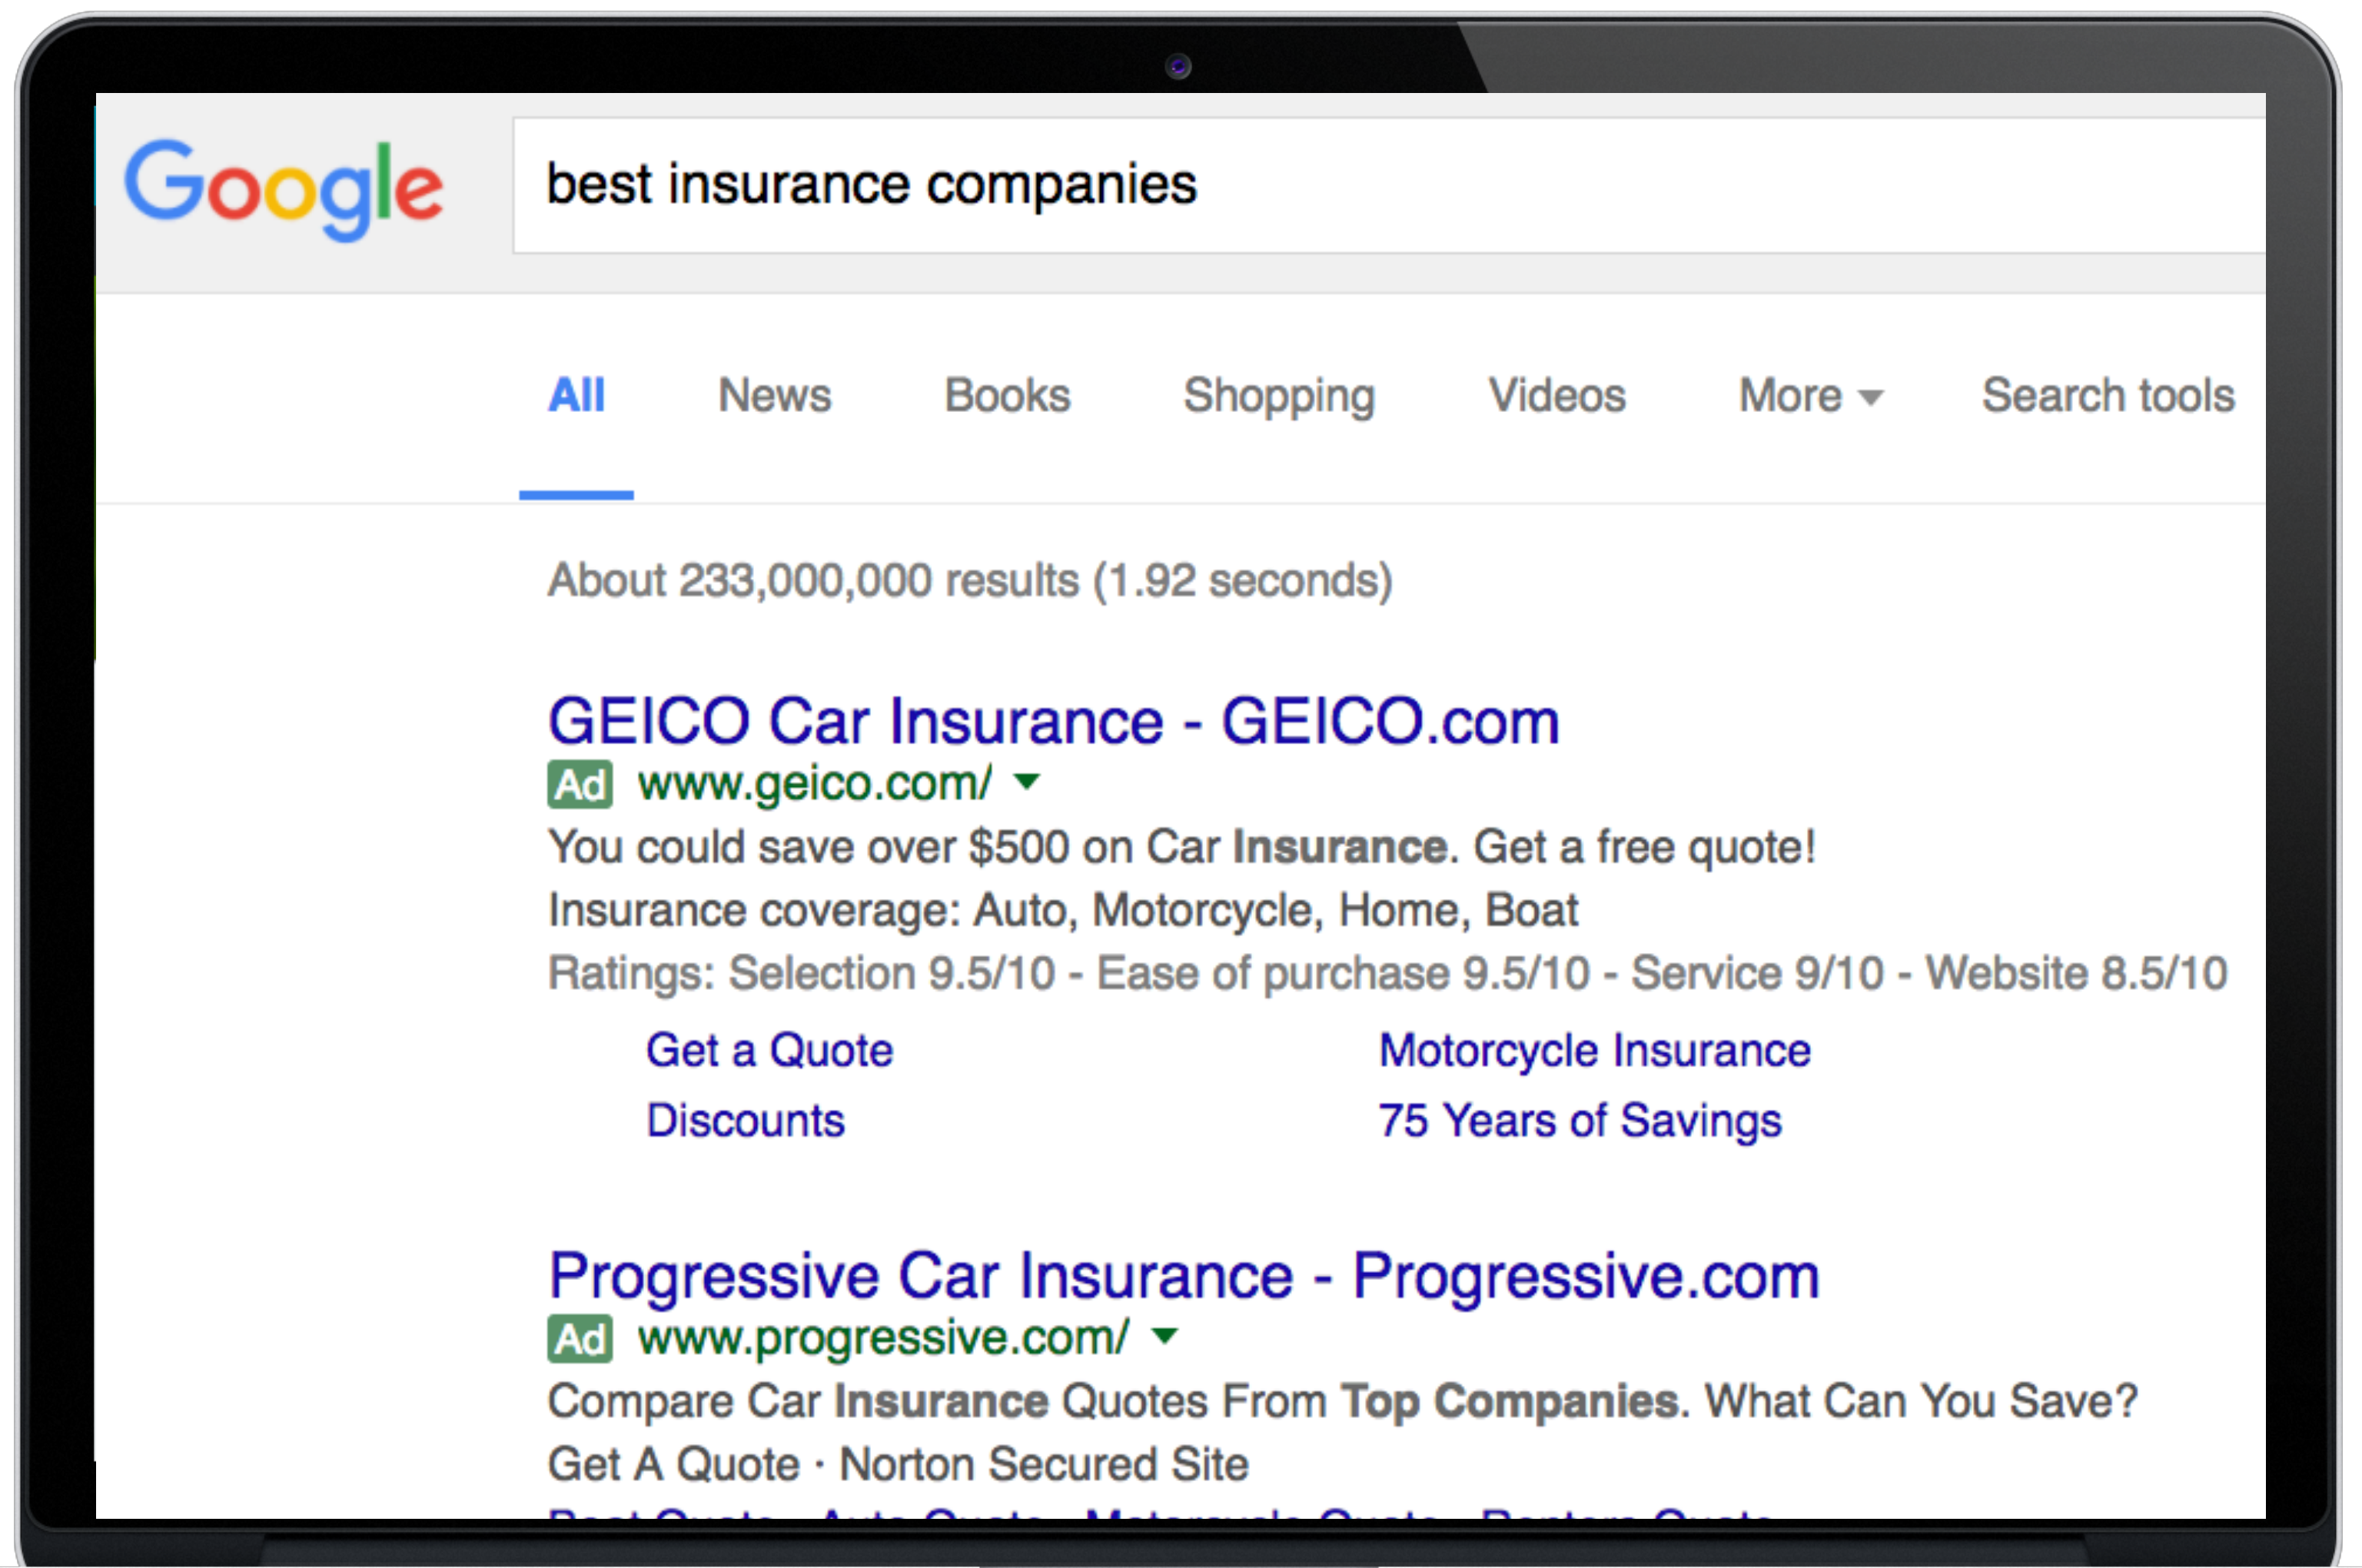 Google best insurance companies
All News Books Shopping Videos More Search tools
About 233,000,000 results (1.92 seconds)
GEICO Car Insurance - GEICO.com
Ad www.geico.com/
You could save over $500 on Car Insurance. Get a free quote!
Insurance coverage: Auto, Motorcycle, Home, Boat
Ratings: Selection 9.5/10 - Ease of purchase 9.5/10 - Service 9/10 - Website 8.5/10
Get a Quote Motorcycle Insurance
Discounts 75 Years of Savings
Progressive Car Insurance - Progressive.com
Ad www.progressive.com/
Compare Car Insurance Quotes From Top Companies. What Can You Save?
Get A Quote · Norton Secured Site